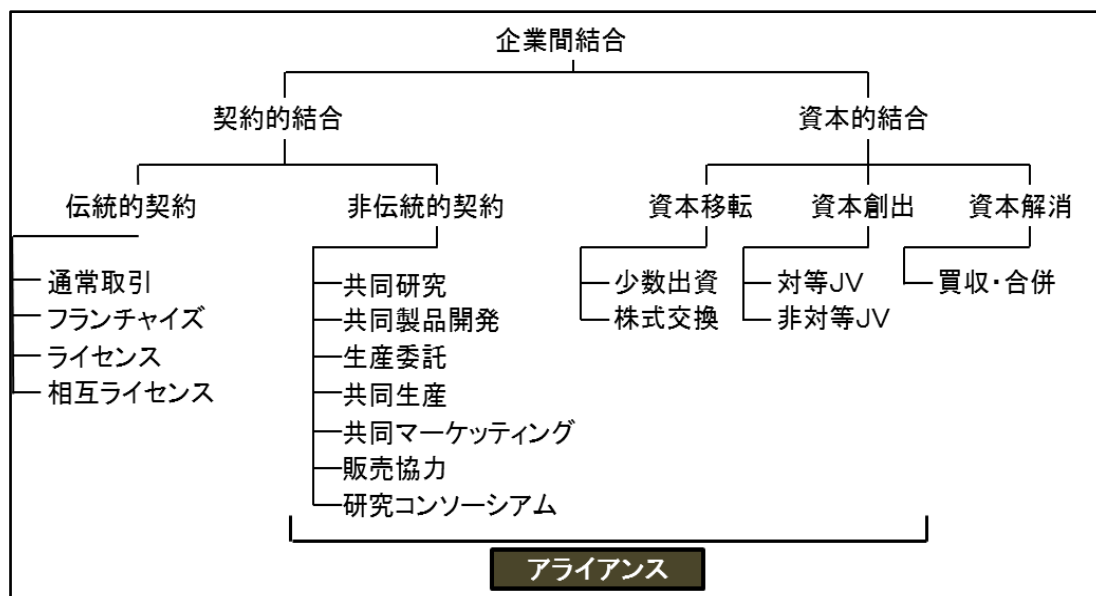 企業間結合
契約的結合
資本的結合
伝統的契約
非伝統的契約
資本移転
資本創出
資本解消
通常取引
フランチャイズ
ライセンス
相互ライセンス
共同研究
共同製品開発
生産委託
共同生産
共同マーケッティング
販売協力
研究コンソーシアム
少数出資
株式交換
対等JV
非対等JV
買収・合併
アライアンス